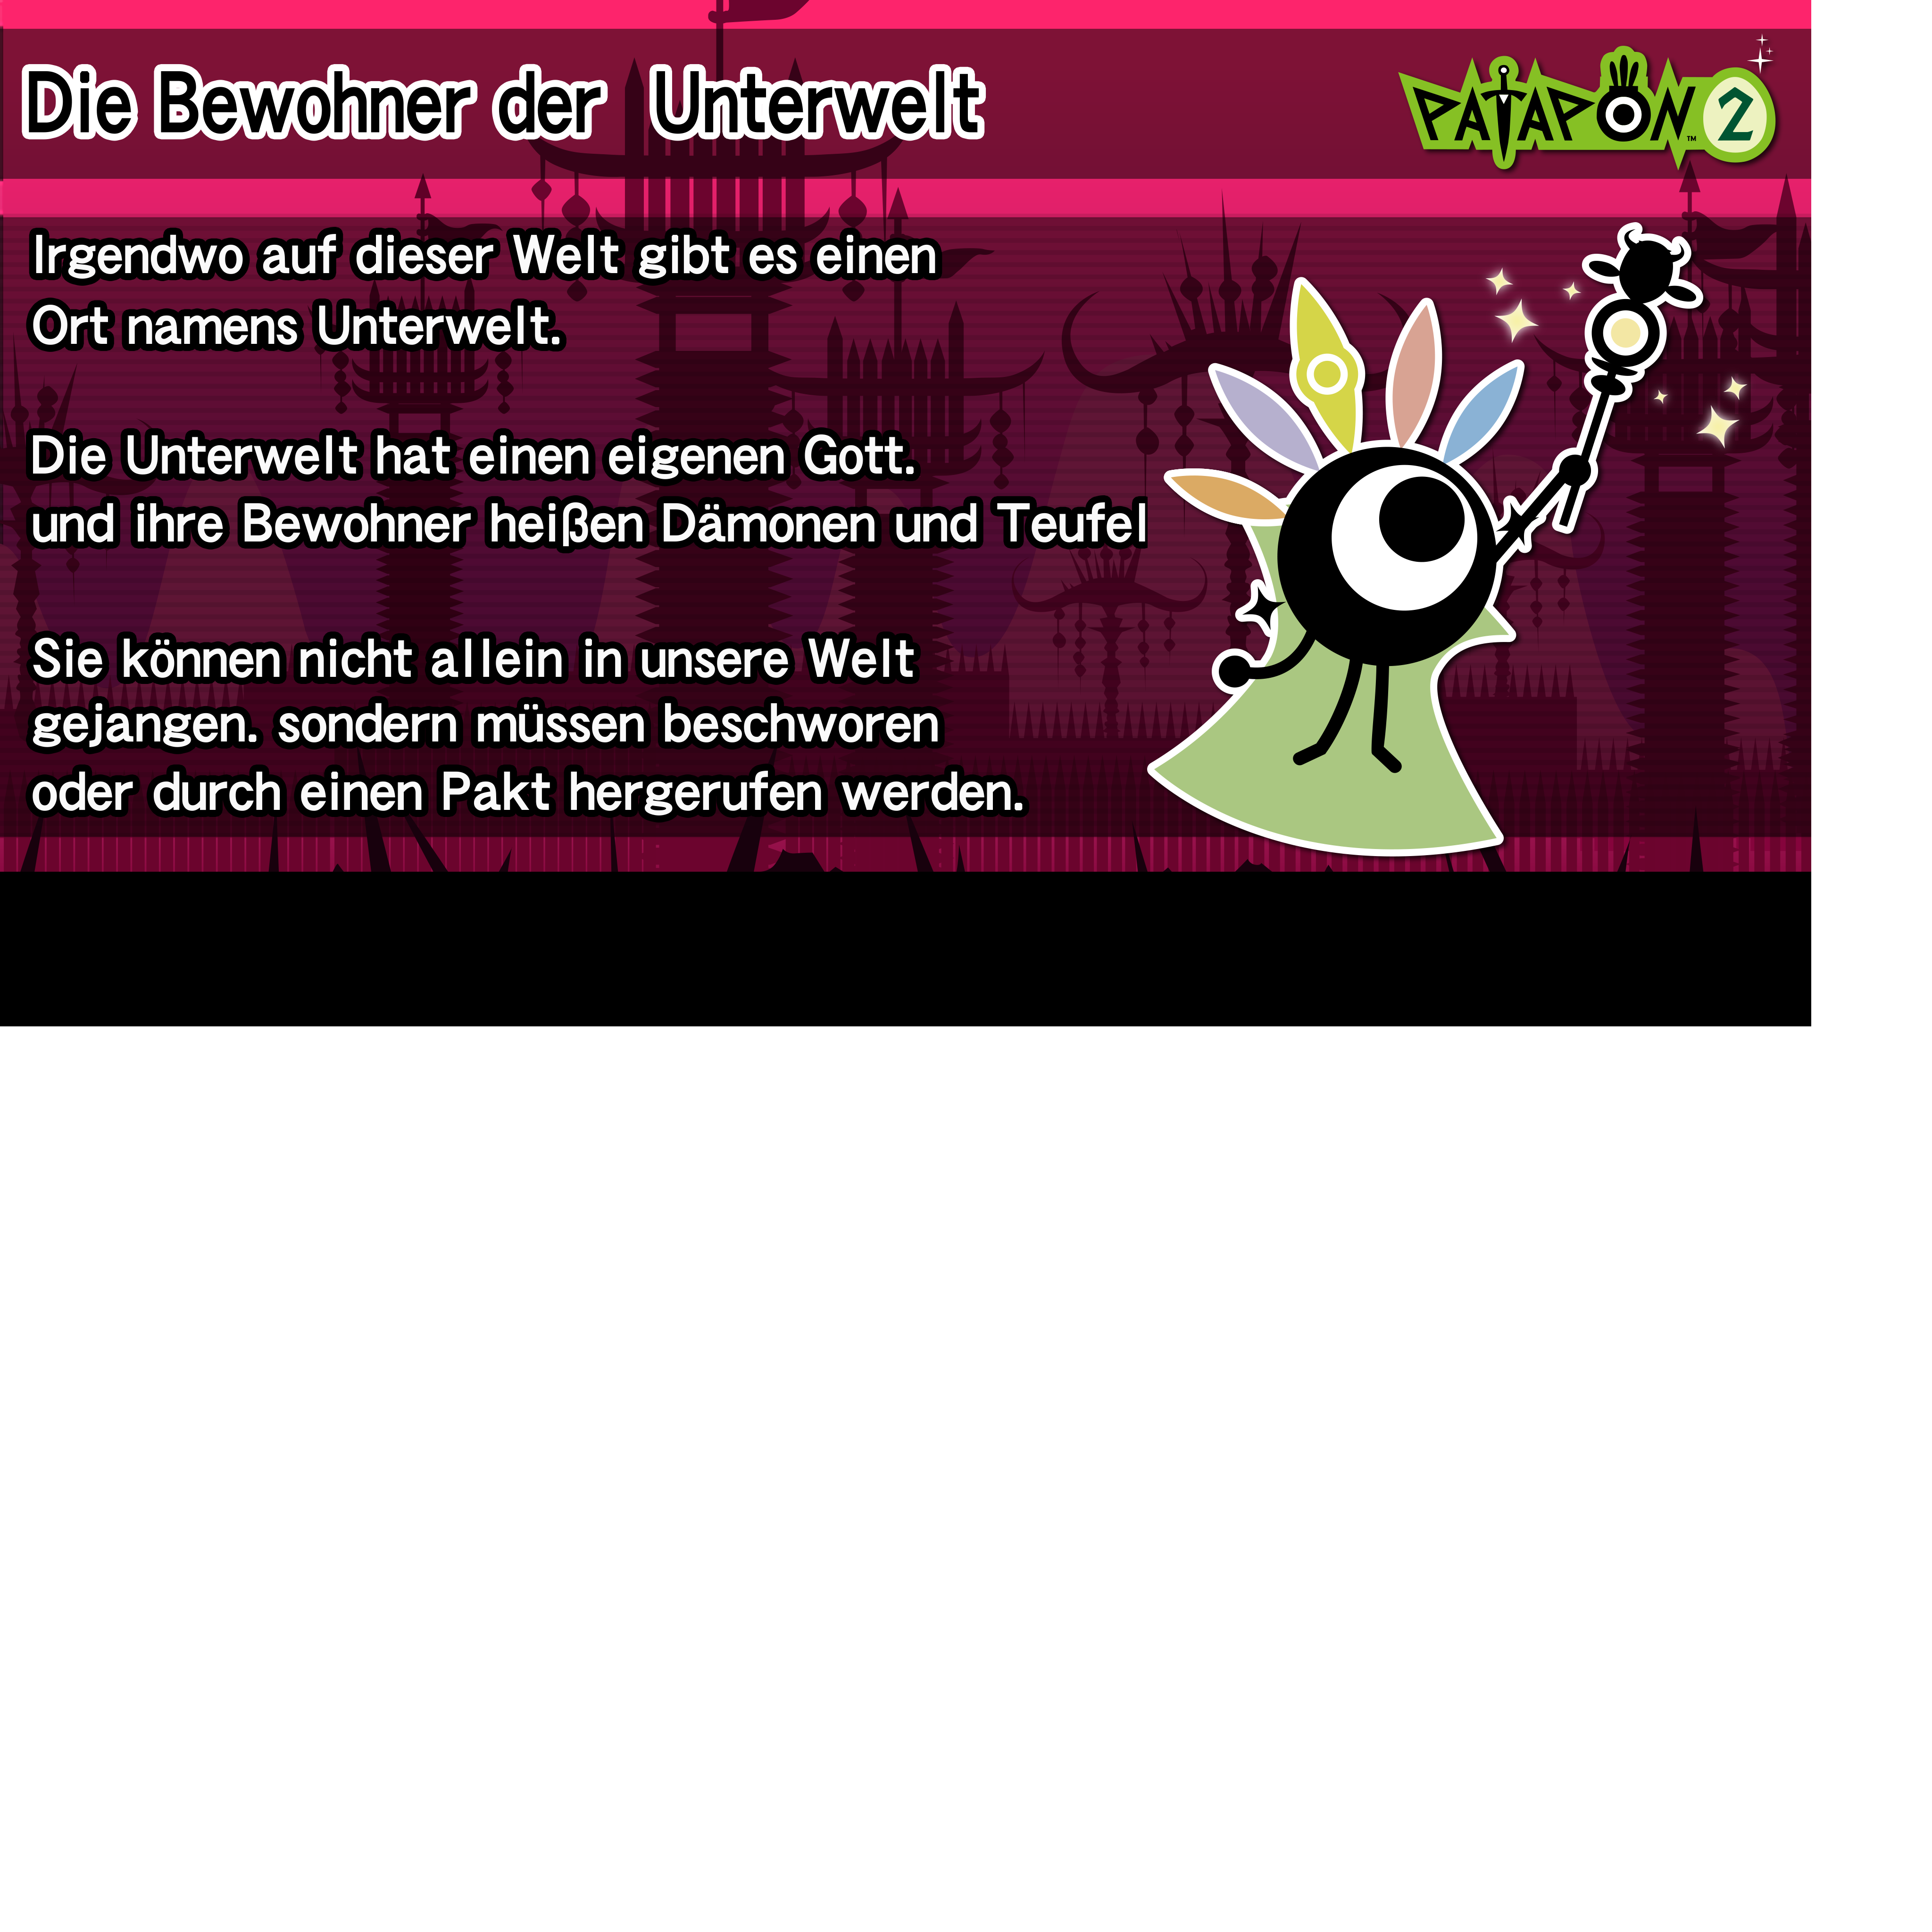 Die Bewohner der Unterwelt
PATAPON™ 2
Irgendwo auf dieser Welt gibt es einen
Ort namens Unterwelt.
Die Unterwelt hat einen eigenen Gott.
und ihre Bewohner heißen Dämonen und Teufel
Sie können nicht allein in unsere Welt
gejangen. sondern müssen beschworen
oder durch einen Pakt hergerufen werden.